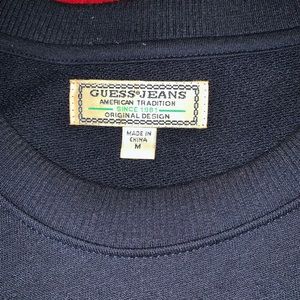 GUESS JEANS
AMERICAN TRADITION
SINCE 1981
ORIGINAL DESIGN
MADE IN
CHINA
M